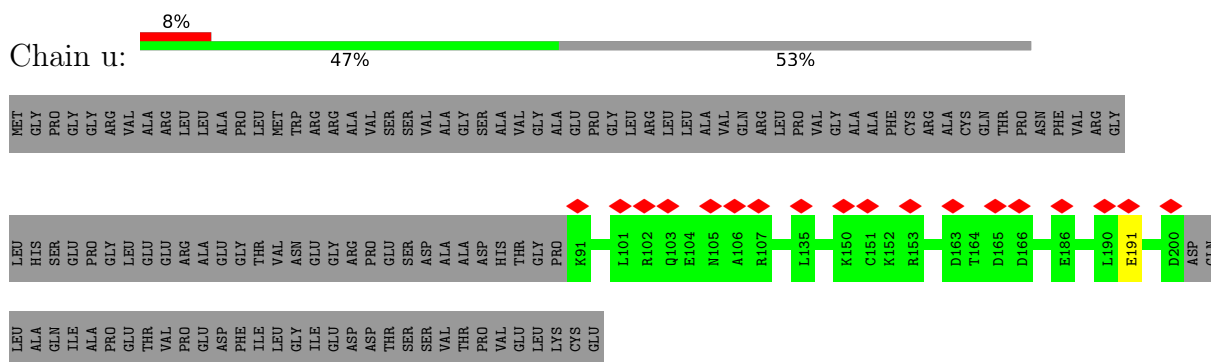 8%
Chain u:
47% 53%
MET GLY PRO GLY GLY ARG VAL ALA ARG LEU LEU ALA PRO LEU MET TRP ARG ARG ALA VAL SER SER VAL ALA GLY SER ALA VAL GLY ALA GLU PRO GLY LEU ARG LEU LEU ALA VAL GLN ARG LEU PRO VAL GLY ALA ALA PHE CYS ARG ALA CYS GLN THR PRO ASN PHE VAL ARG GLY
LEU HIS SER GLU PRO GLY LEU GLU GLU ARG ALA GLU GLY THR VAL ASN GLU GLY ARG PRO GLU SER ASP ALA ALA ASP HIS THR GLY PRO K91 L101 R102 Q103 E104 N105 A106 R107 L135 K150 C151 K152 R153 D163 T164 D165 D166 E186 L190 E191 D200 ASP GLN
LEU ALA GLN ILE ALA PRO GLU THR VAL PRO GLU ASP PHE ILE LEU GLY ILE GLU ASP ASP THR SER SER VAL THR PRO VAL GLU LEU LYS CYS GLU